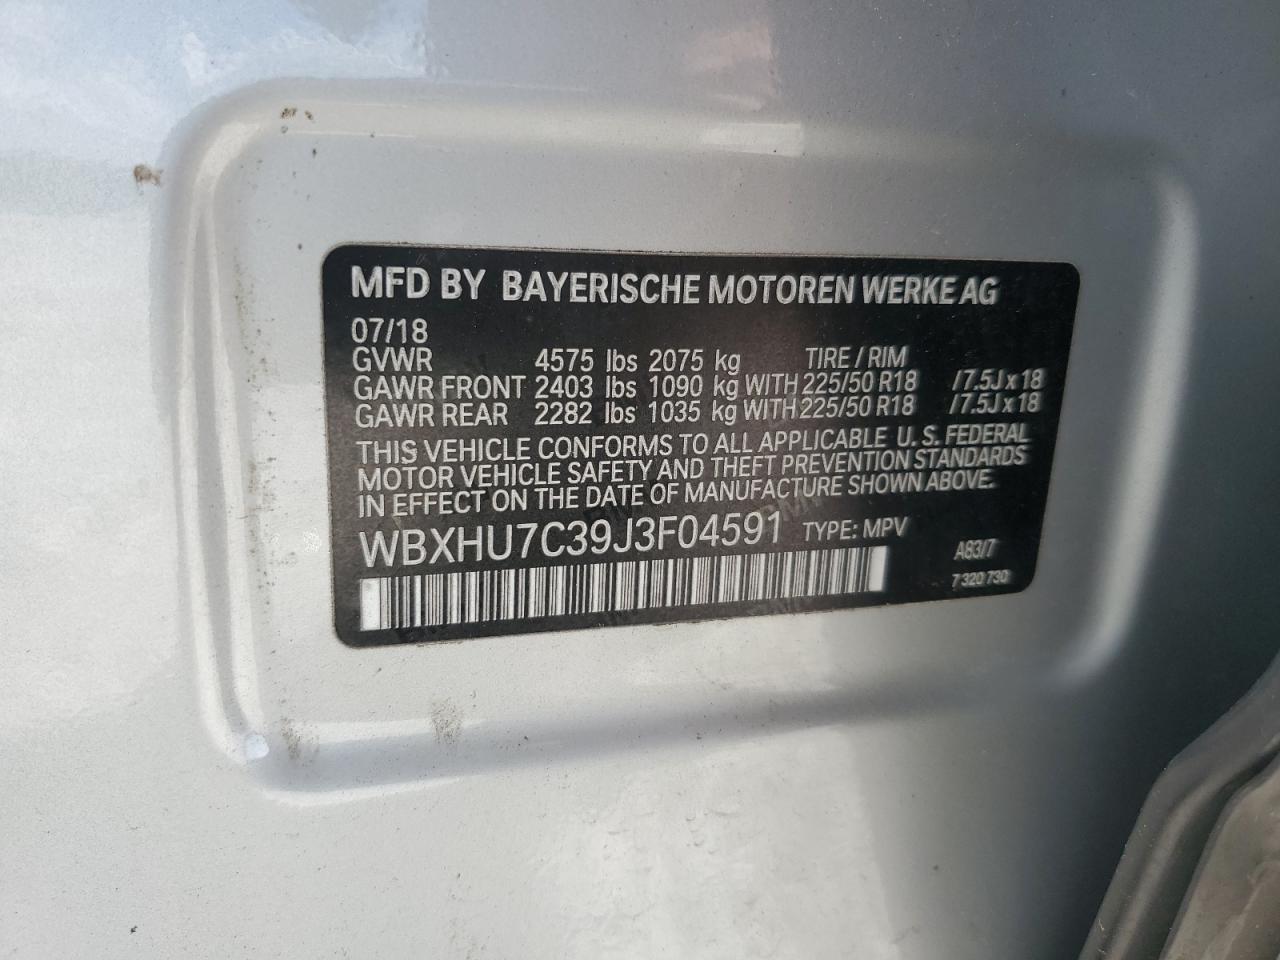 MFD BY BAYERISCHE MOTOREN WERKE AG
07/18
GVWR 4575 lbs 2075 kg TIRE / RIM
GAWR FRONT 2403 lbs 1090 kg WITH 225/50 R18 /7.5J x 18
GAWR REAR 2282 lbs 1035 kg WITH 225/50 R18 /7.5J x 18
THIS VEHICLE CONFORMS TO ALL APPLICABLE U. S. FEDERAL
MOTOR VEHICLE SAFETY AND THEFT PREVENTION STANDARDS
IN EFFECT ON THE DATE OF MANUFACTURE SHOWN ABOVE.
WBXHU7C39J3F04591 TYPE: MPV
A83/7
7 320 730